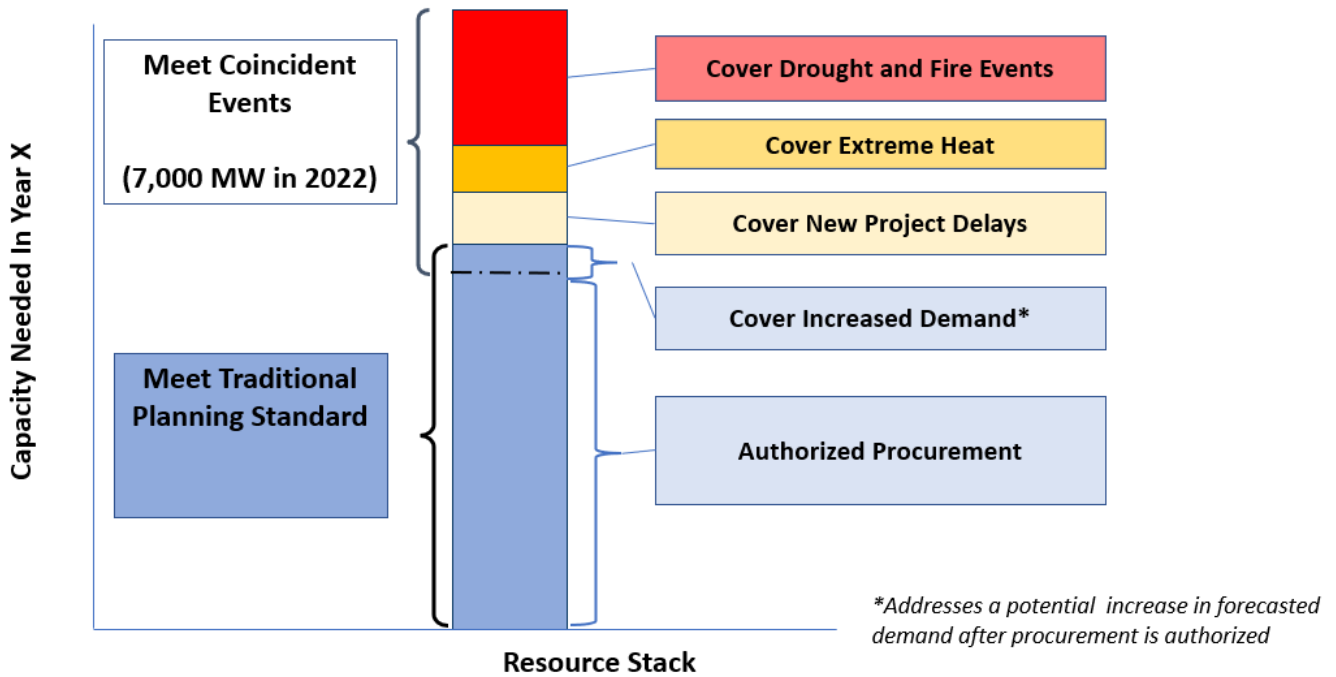 Capacity Needed In Year X
Meet Coincident
Events
(7,000 MW in 2022)
Meet Traditional
Planning Standard
Cover Drought and Fire Events
Cover Extreme Heat
Cover New Project Delays
Cover Increased Demand*
Authorized Procurement
*Addresses a potential increase in forecasted
demand after procurement is authorized
Resource Stack